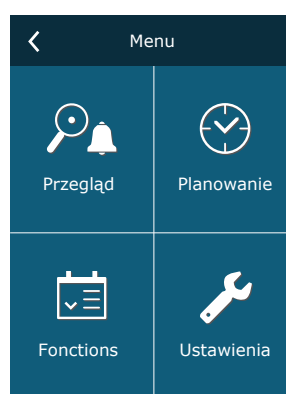 Menu
Przegląd
Planowanie
Fonctions
Ustawienia